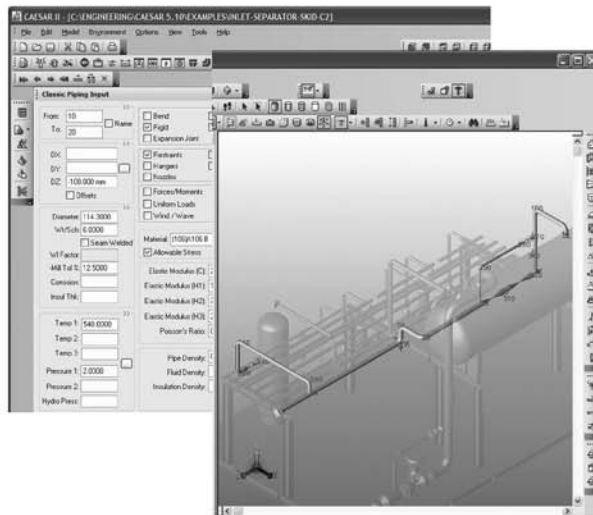 CAESAR II - [C:\ENGINEERING\CAESAR 5.10\EXAMPLES\INLET-SEPARATOR-SKID-C2]
File Edit Model Environment Options View Tools Help
Classic Piping Input
From: 10
To: 20
Name
DX:
DY:
DZ: -100.000 mm
Offsets
Diameter: 114.3000
Wt/Sch: 6.0300
Seam Welded
Wl Factor:
-Mill Tol %: 12.5000
Corrosion:
Insul Thk:
Temp 1: 540.0000
Temp 2:
Temp 3:
Pressure 1: 2.0300
Pressure 2:
Hydro Press:
Bend
Rigid
Expansion Joint
Restraints
Hangers
Nozzles
Forces/Moments
Uniform Loads
Wind / Wave
Material:
Allowable Stress
Elastic Modulus (C):
Elastic Modulus (H1):
Elastic Modulus (H2):
Elastic Modulus (H3):
Poisson's Ratio:
Pipe Density:
Fluid Density:
Insulation Density: